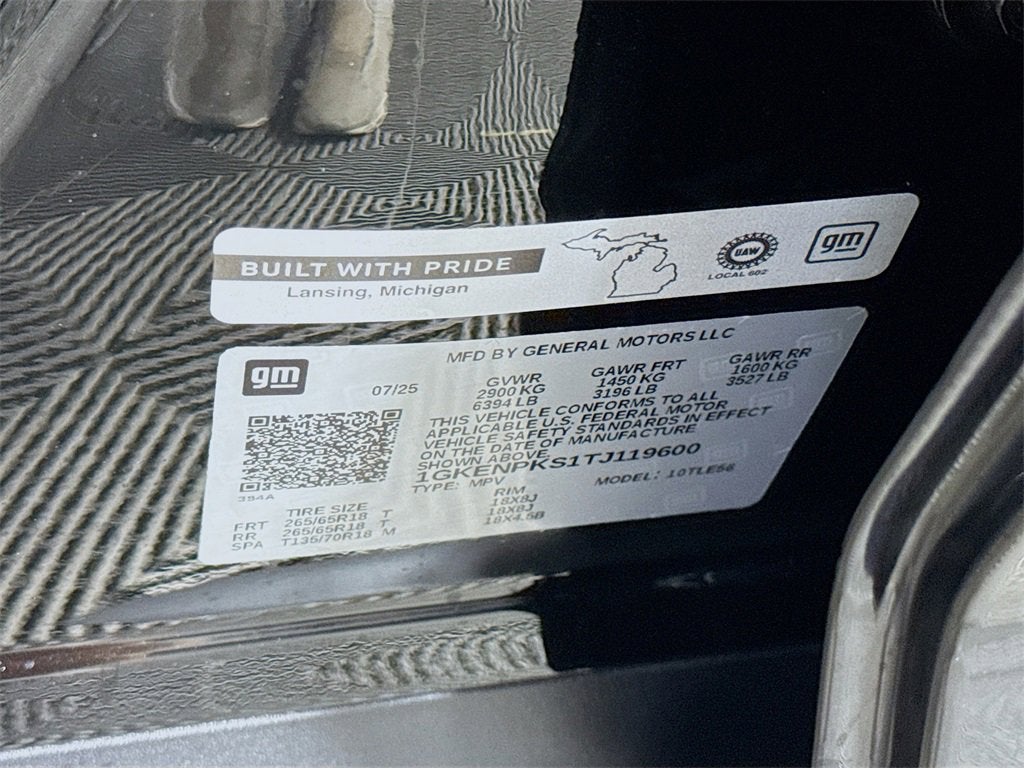 BUILT WITH PRIDE
Lansing, Michigan
UAW
LOCAL 602
gm
gm
MFD BY GENERAL MOTORS LLC
07/25
GVWR
2900 KG
6394 LB
GAWR FRT
1450 KG
3196 LB
GAWR RR
1600 KG
3527 LB
THIS VEHICLE CONFORMS TO ALL
APPLICABLE U.S. FEDERAL MOTOR
VEHICLE SAFETY STANDARDS IN EFFECT
ON THE DATE OF MANUFACTURE
SHOWN ABOVE
1GKENPKS1TJ119600
TYPE: MPV
MODEL: 10TLE56
394A
TIRE SIZE RIM
FRT 265/65R18 T 18X8J
RR 265/65R18 T 18X8J
SPA T135/70R18 M 18X4.5B